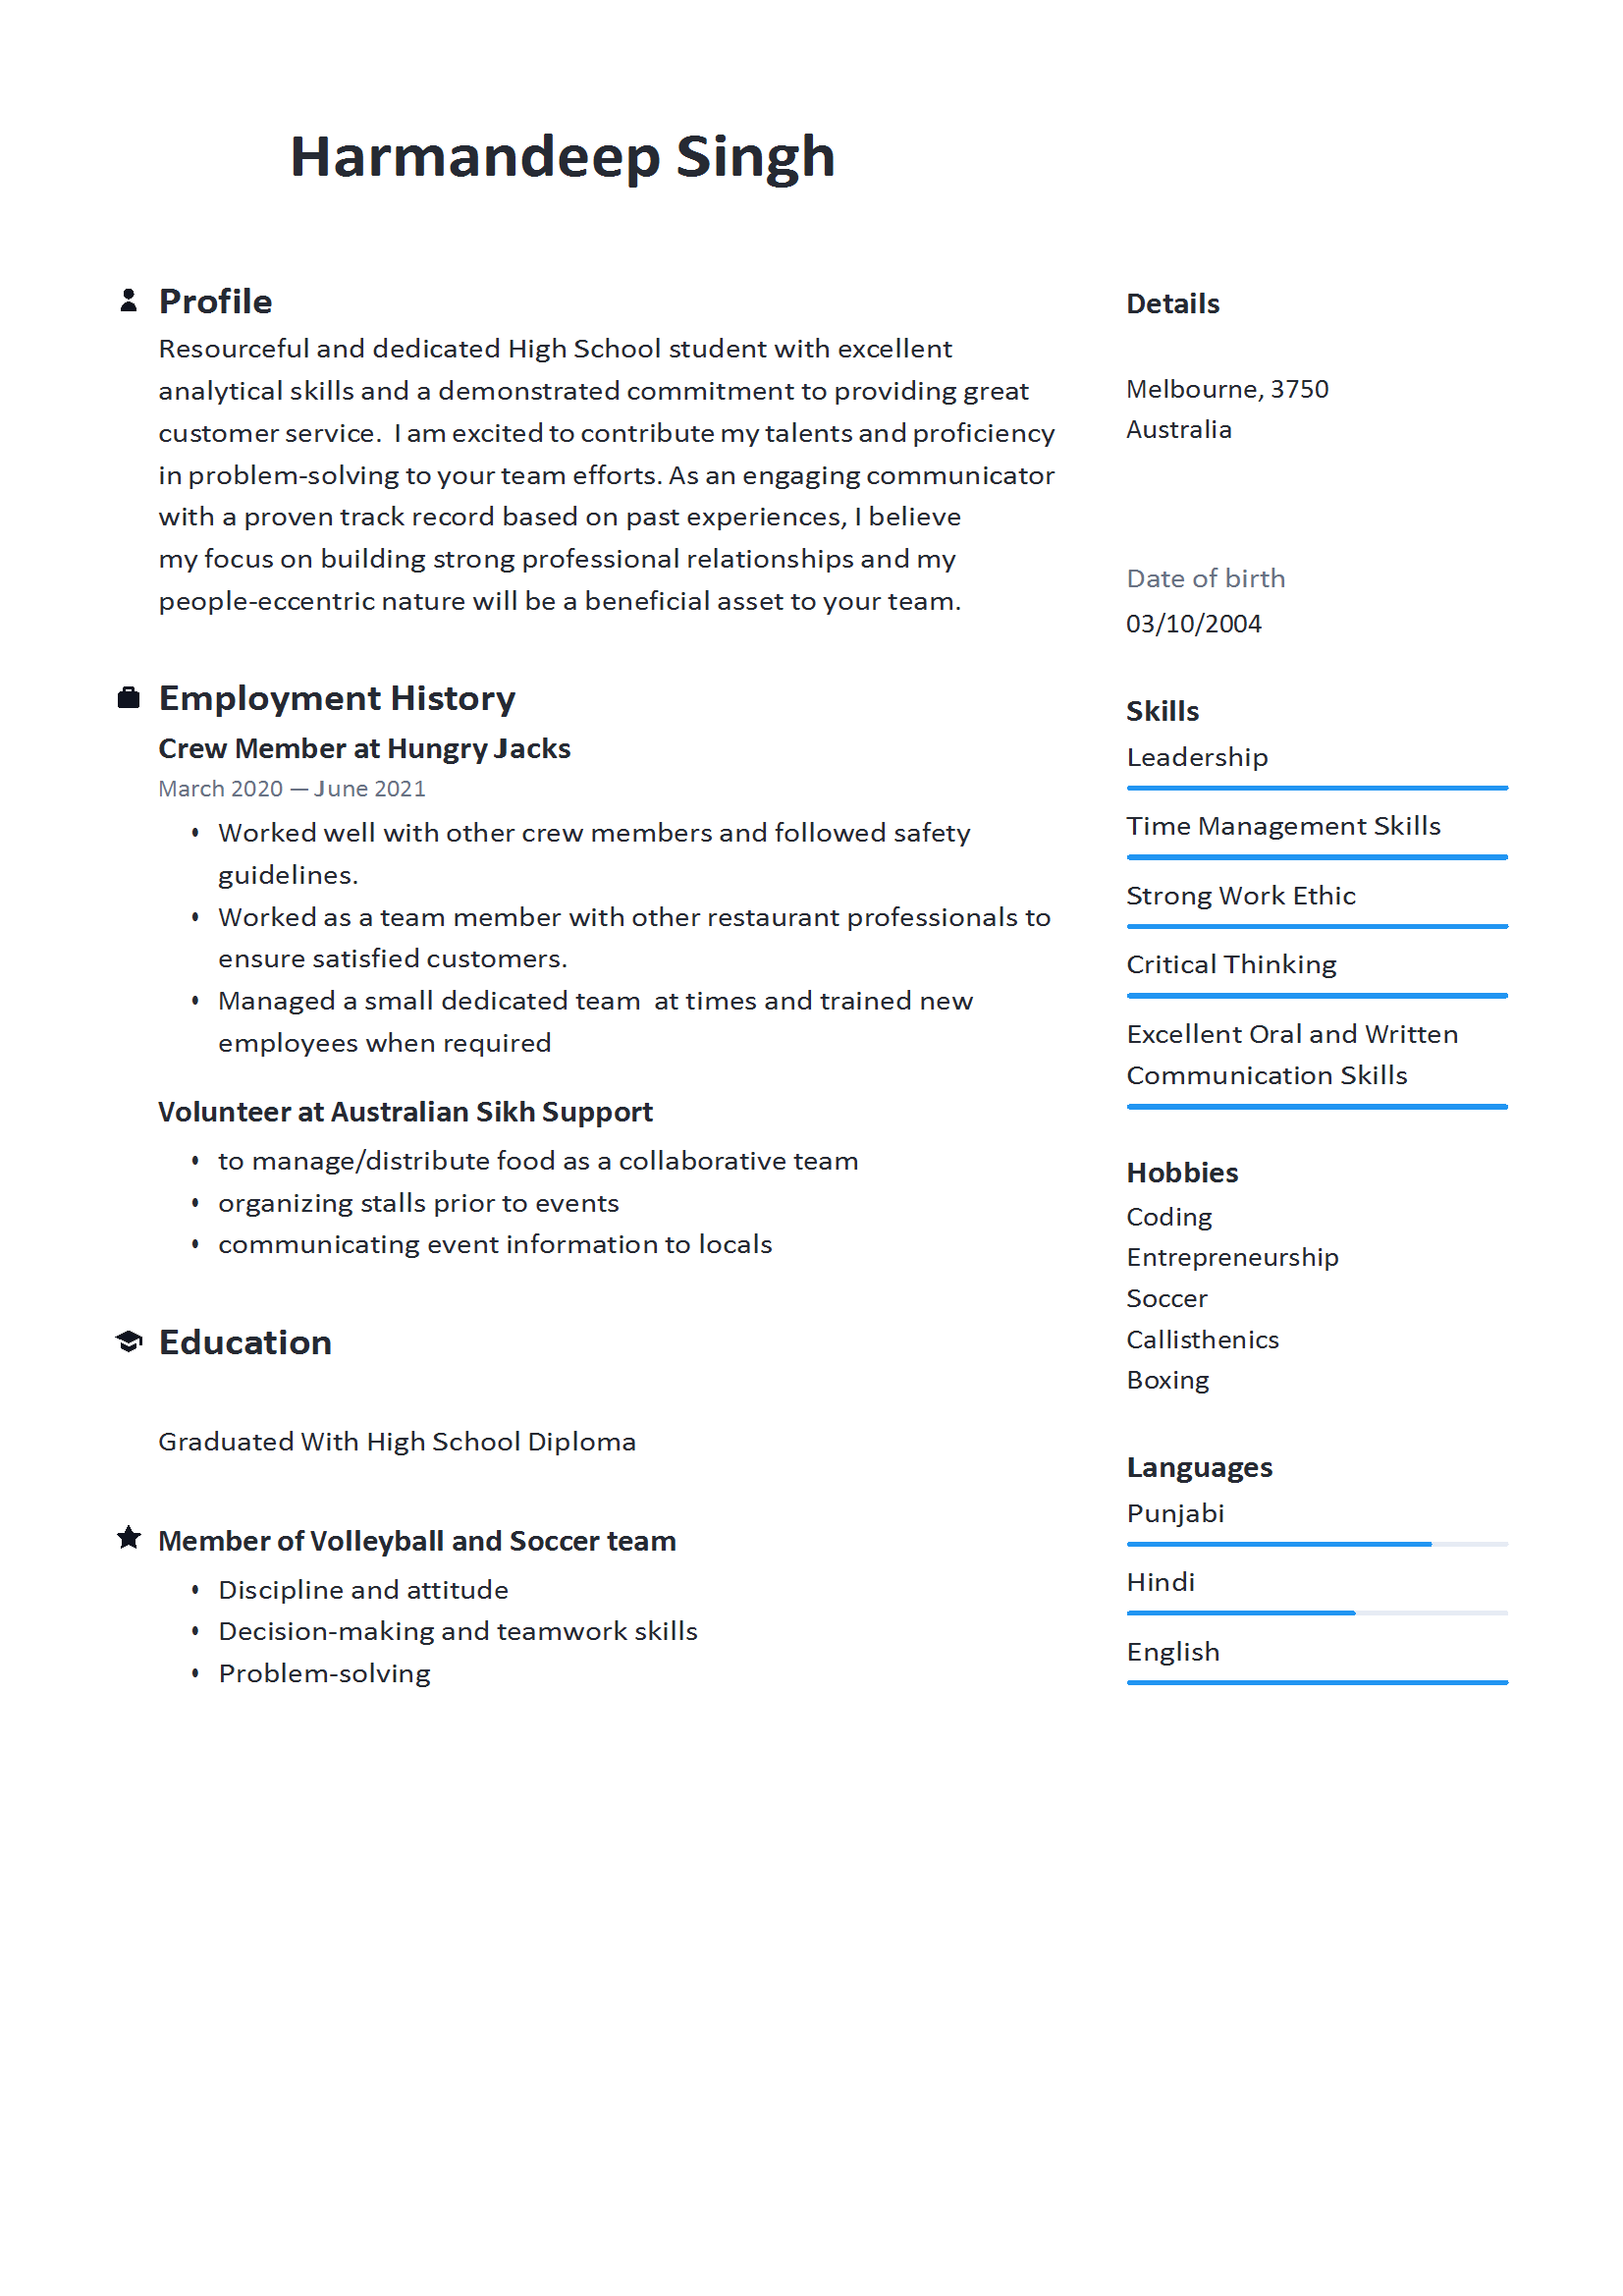 Harmandeep Singh
Profile
Resourceful and dedicated High School student with excellent
analytical skills and a demonstrated commitment to providing great
customer service.  I am excited to contribute my talents and proficiency
in problem-solving to your team efforts. As an engaging communicator
with a proven track record based on past experiences, I believe
my focus on building strong professional relationships and my
people-eccentric nature will be a beneficial asset to your team.
Employment History
Crew Member at Hungry Jacks
March 2020 — June 2021
• Worked well with other crew members and followed safety
guidelines.
• Worked as a team member with other restaurant professionals to
ensure satisfied customers.
• Managed a small dedicated team  at times and trained new
employees when required
Volunteer at Australian Sikh Support
• to manage/distribute food as a collaborative team
• organizing stalls prior to events
• communicating event information to locals
Education
Graduated With High School Diploma
Member of Volleyball and Soccer team
• Discipline and attitude
• Decision-making and teamwork skills
• Problem-solving
Details
Melbourne, 3750
Australia
Date of birth
03/10/2004
Skills
Leadership
Time Management Skills
Strong Work Ethic
Critical Thinking
Excellent Oral and Written
Communication Skills
Hobbies
Coding
Entrepreneurship
Soccer
Callisthenics
Boxing
Languages
Punjabi
Hindi
English